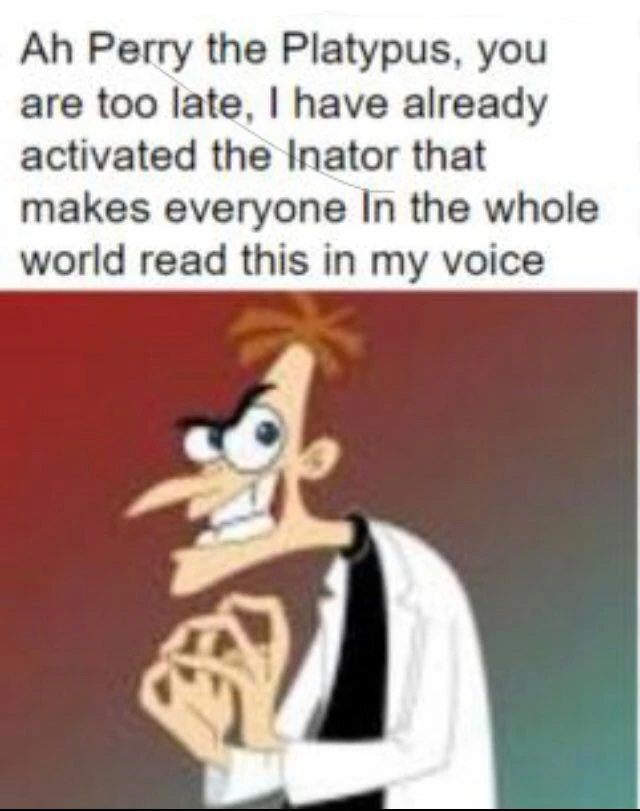 Ah Perry the Platypus, you
are too late, I have already
activated the Inator that
makes everyone In the whole
world read this in my voice